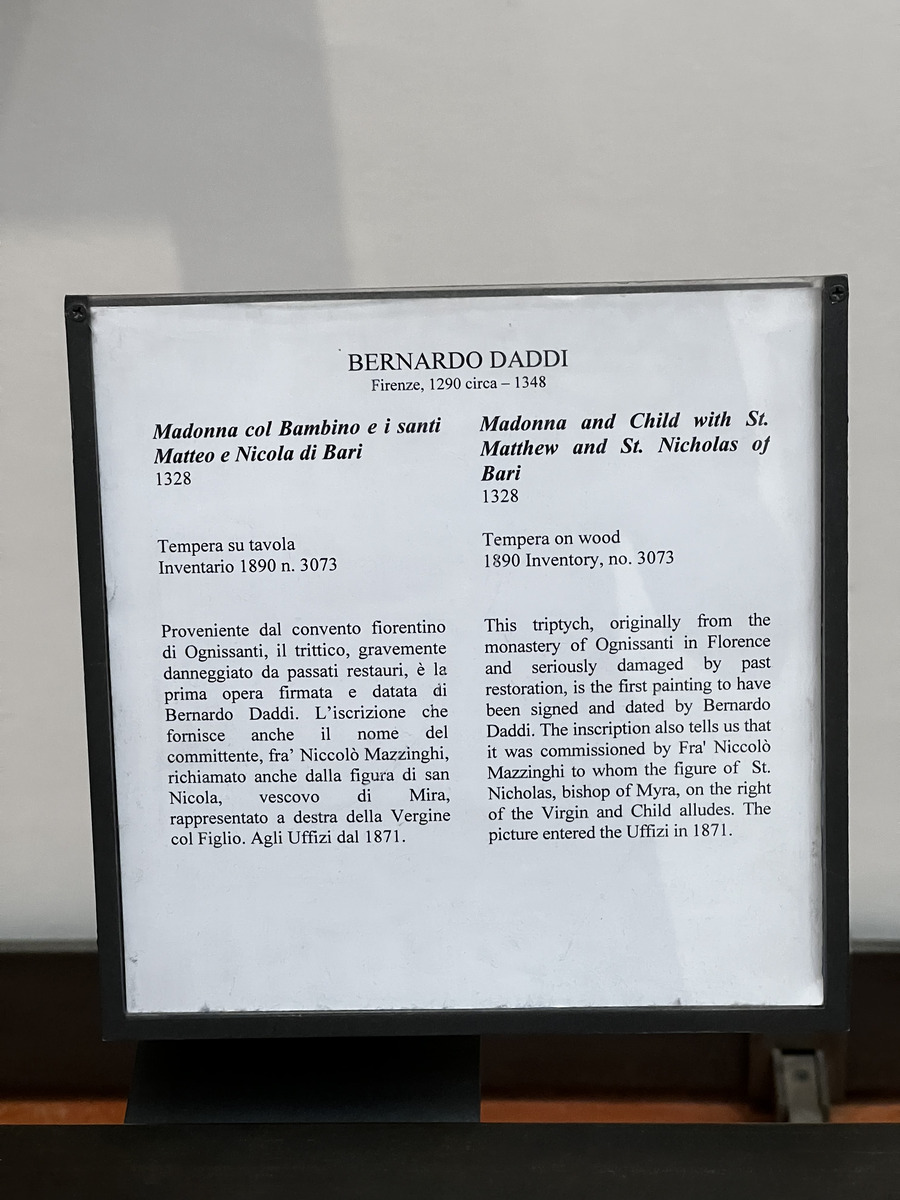 BERNARDO DADDI
Firenze, 1290 circa – 1348
Madonna col Bambino e i santi
Matteo e Nicola di Bari
1328
Tempera su tavola
Inventario 1890 n. 3073
Proveniente dal convento fiorentino
di Ognissanti, il trittico, gravemente
danneggiato da passati restauri, è la
prima opera firmata e datata di
Bernardo Daddi. L’iscrizione che
fornisce anche il nome del
committente, fra’ Niccolò Mazzinghi,
richiamato anche dalla figura di san
Nicola, vescovo di Mira,
rappresentato a destra della Vergine
col Figlio. Agli Uffizi dal 1871.
Madonna and Child with St.
Matthew and St. Nicholas of
Bari
1328
Tempera on wood
1890 Inventory, no. 3073
This triptych, originally from the
monastery of Ognissanti in Florence
and seriously damaged by past
restoration, is the first painting to have
been signed and dated by Bernardo
Daddi. The inscription also tells us that
it was commissioned by Fra' Niccolò
Mazzinghi to whom the figure of St.
Nicholas, bishop of Myra, on the right
of the Virgin and Child alludes. The
picture entered the Uffizi in 1871.